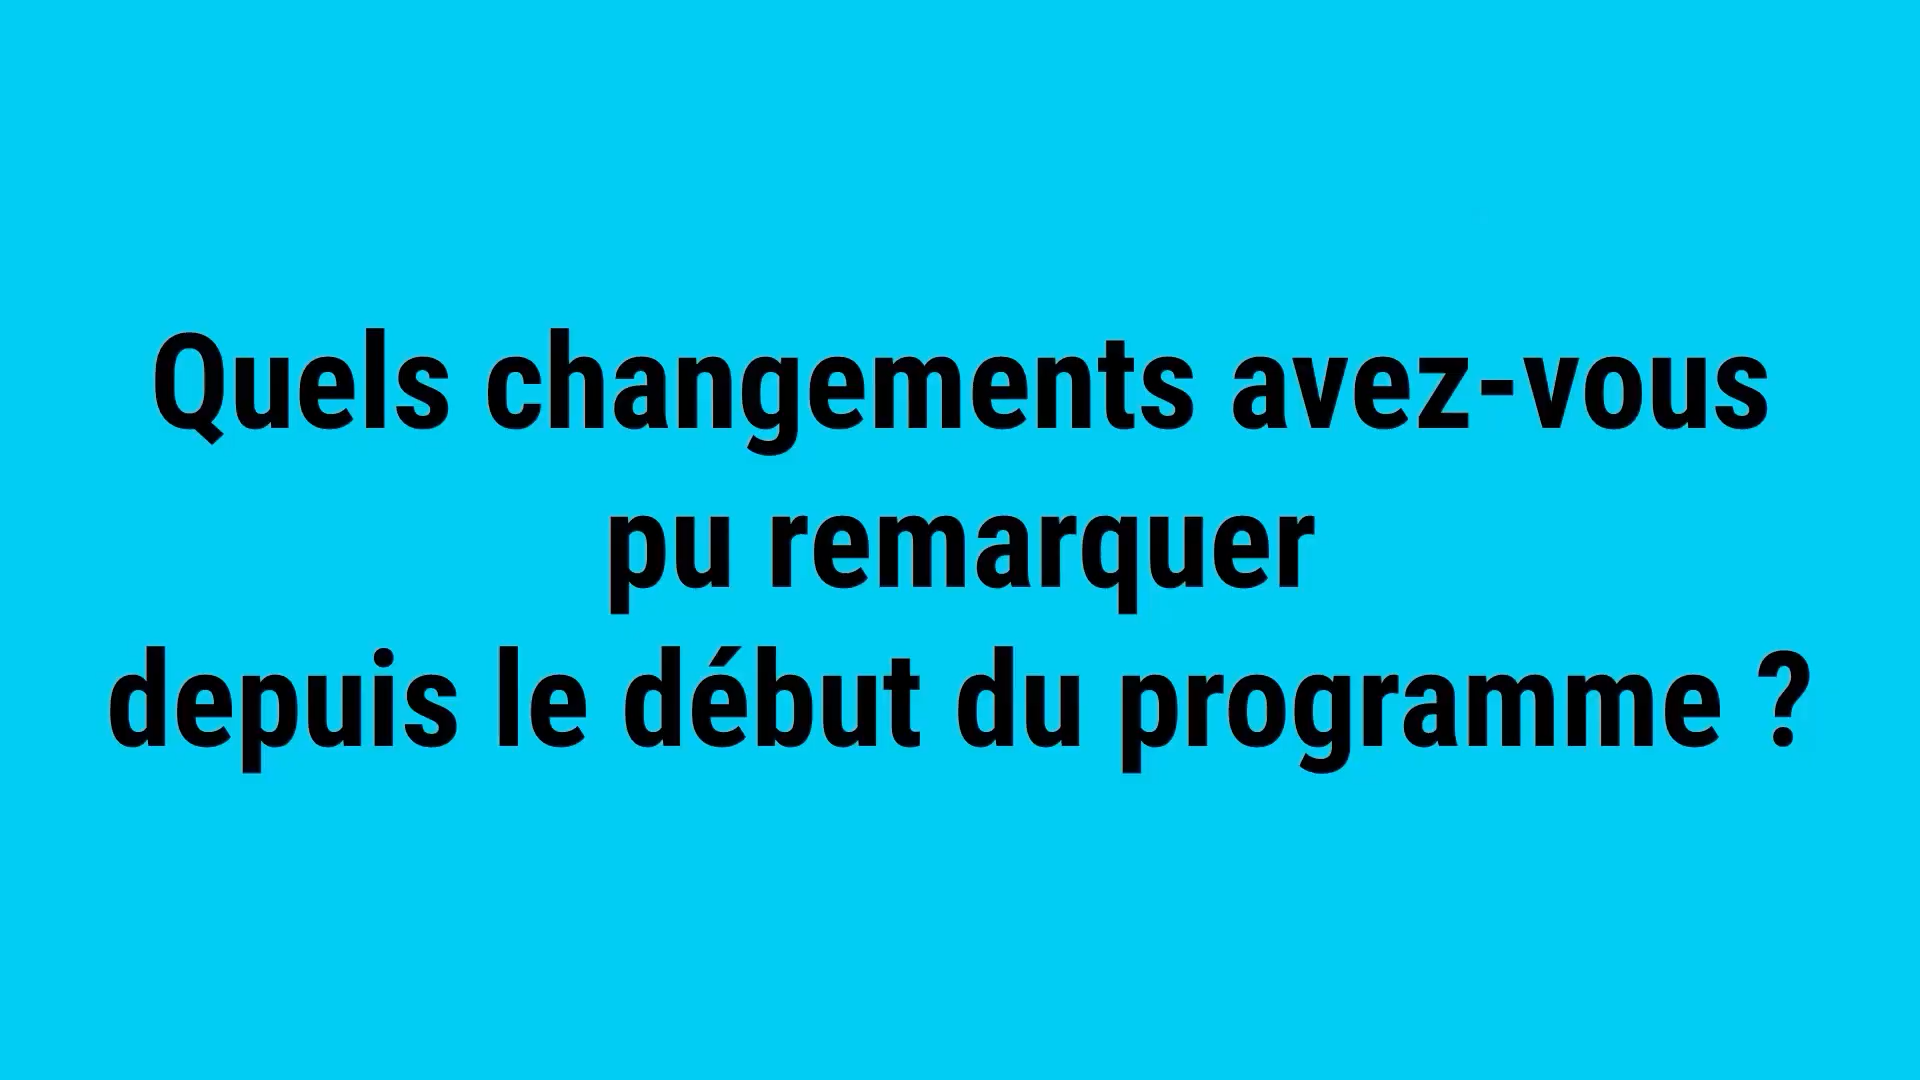 Quels changements avez-vous
pu remarquer
depuis le début du programme ?